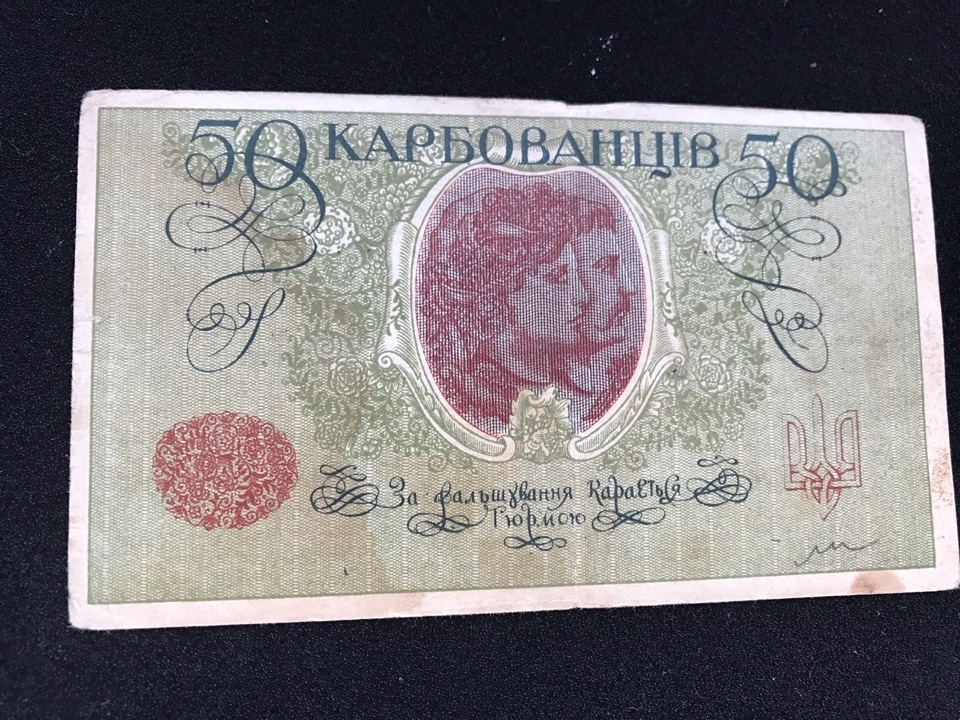 50 КАРБОВАНЦІВ 50
За фальшування Карається
Тюрмою